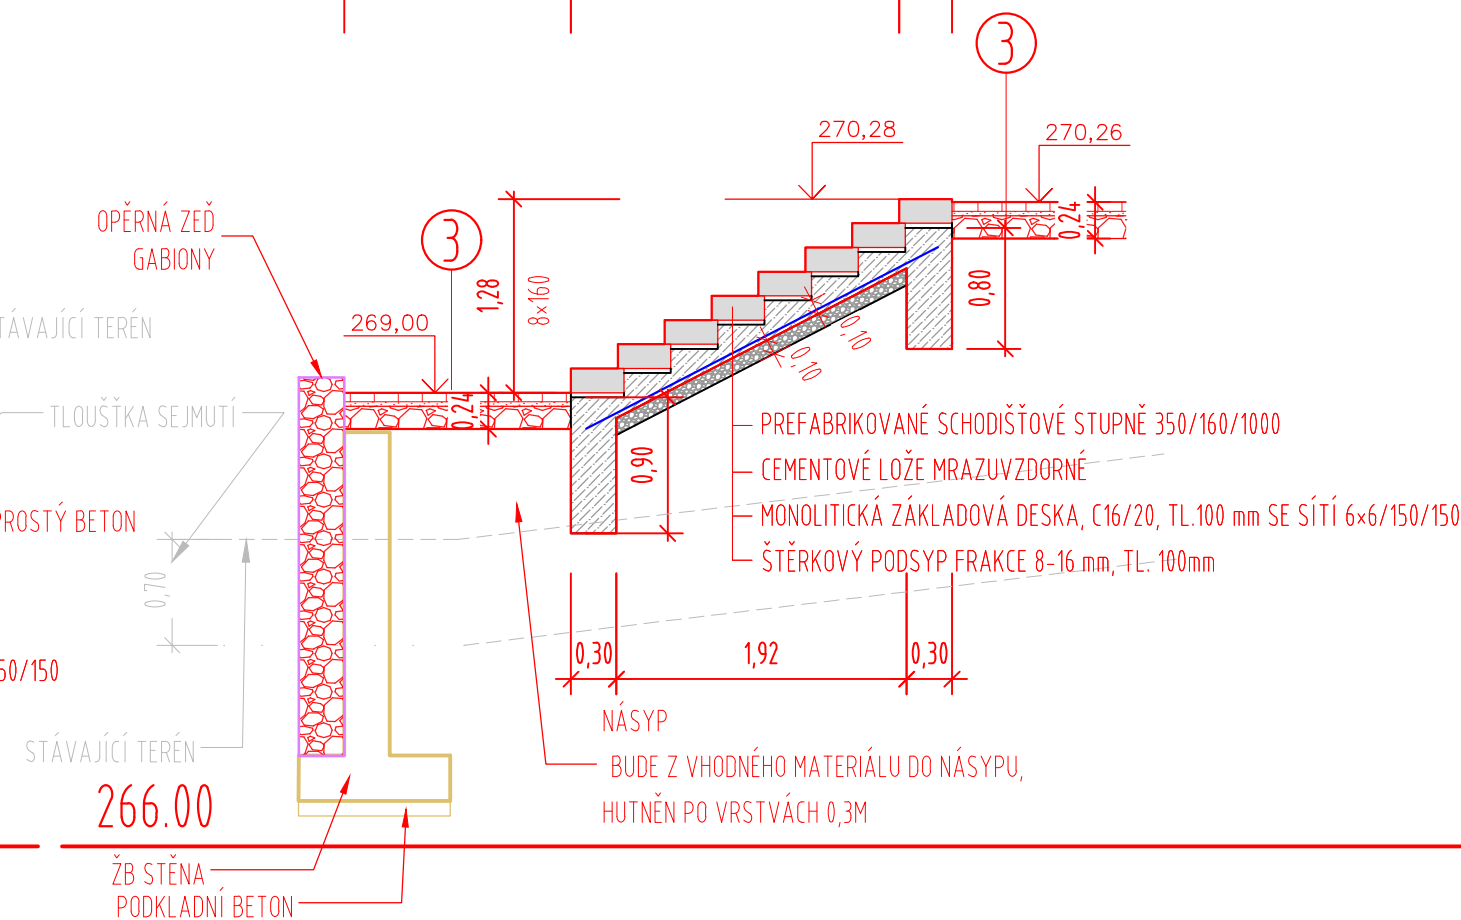 3
270,28
270,26
OPĚRNÁ ZEĎ
GABIONY
3
1,28
8×160
0,24
0,80
269,00
0,10
0,10
TÁVAJÍCÍ TERÉN
TLOUŠŤKA SEJMUTÍ
0,24
0,90
PREFABRIKOVANÉ SCHODIŠŤOVÉ STUPNĚ 350/160/1000
CEMENTOVÉ LOŽE MRAZUVZDORNÉ
MONOLITICKÁ ZÁKLADOVÁ DESKA, C16/20, TL.100 mm SE SÍTÍ 6×6/150/150
ŠTĚRKOVÝ PODSYP FRAKCE 8-16 mm, TL. 100mm
PROSTÝ BETON
0,70
0,30
1,92
0,30
50/150
STÁVAJÍCÍ TERÉN
NÁSYP
BUDE Z VHODNÉHO MATERIÁLU DO NÁSYPU,
HUTNĚN PO VRSTVÁCH 0,3M
266.00
ŽB STĚNA
PODKLADNÍ BETON